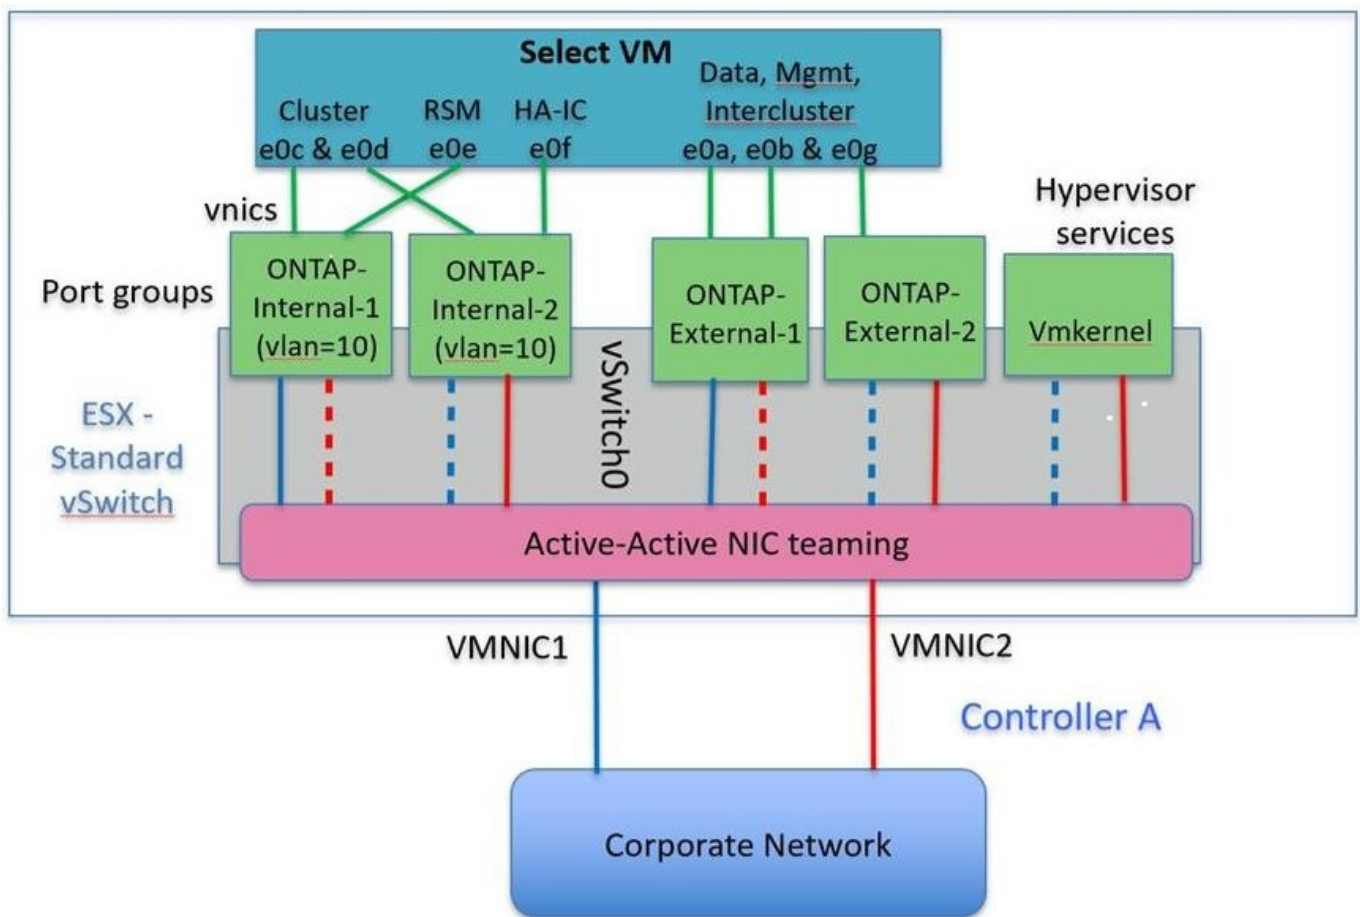 Select VM
Cluster
e0c & e0d
RSM
e0e
HA-IC
e0f
Data, Mgmt,
Intercluster
e0a, e0b & e0g
vnics
Hypervisor
services
Port groups
ONTAP-
Internal-1
(vlan=10)
ONTAP-
Internal-2
(vlan=10)
ONTAP-
External-1
ONTAP-
External-2
Vmkernel
vSwitch0
ESX -
Standard
vSwitch
Active-Active NIC teaming
VMNIC1
VMNIC2
Controller A
Corporate Network